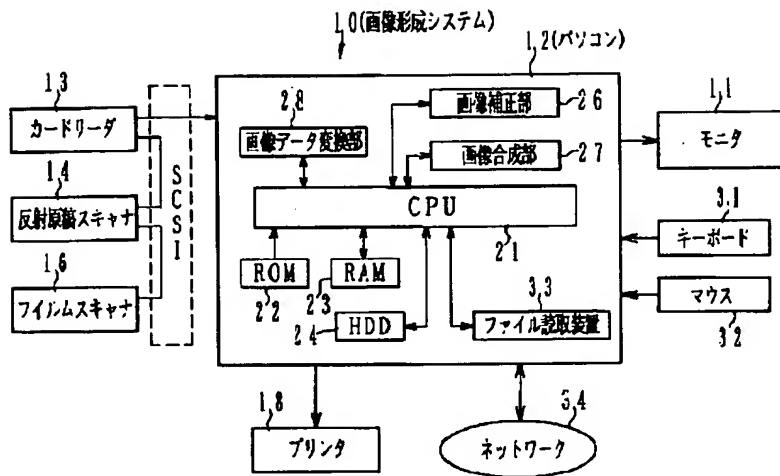 10(画像形成システム)
12(パソコン)
13
カードリーダ
14
反射原稿スキャナ
16
フイルムスキャナ
SCSI
28
画像データ変換部
画像補正部
26
画像合成部
27
CPU
21
ROM
22
RAM
23
24
HDD
33
ファイル読取装置
11
モニタ
31
キーボード
マウス
32
18
プリンタ
34
ネットワーク